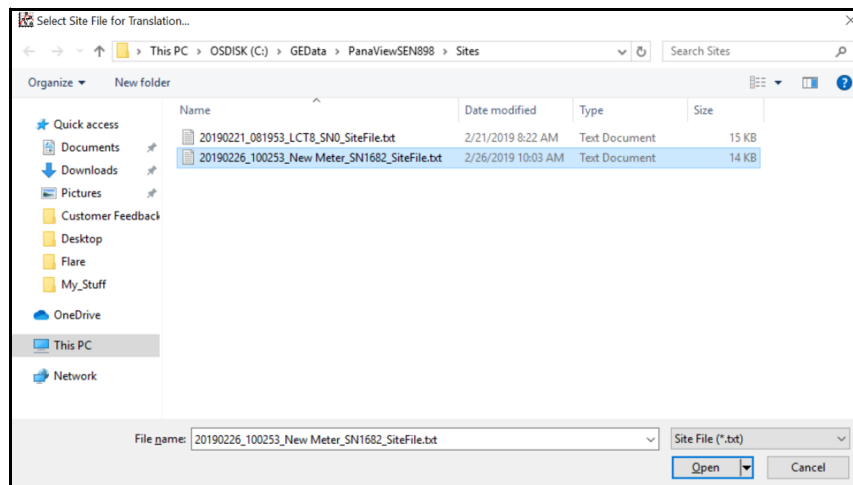 Select Site File for Translation...
This PC > OSDISK (C:) > GEData > PanaViewSEN898 > Sites
Search Sites
Organize
New folder
Name
Date modified
Type
Size
Quick access
Documents
Downloads
Pictures
Customer Feedback
Desktop
Flare
My_Stuff
OneDrive
This PC
Network
20190221_081953_LCT8_SN0_SiteFile.txt 2/21/2019 8:22 AM Text Document 15 KB
20190226_100253_New Meter_SN1682_SiteFile.txt 2/26/2019 10:03 AM Text Document 14 KB
File name: 20190226_100253_New Meter_SN1682_SiteFile.txt
Site File (*.txt)
Open
Cancel